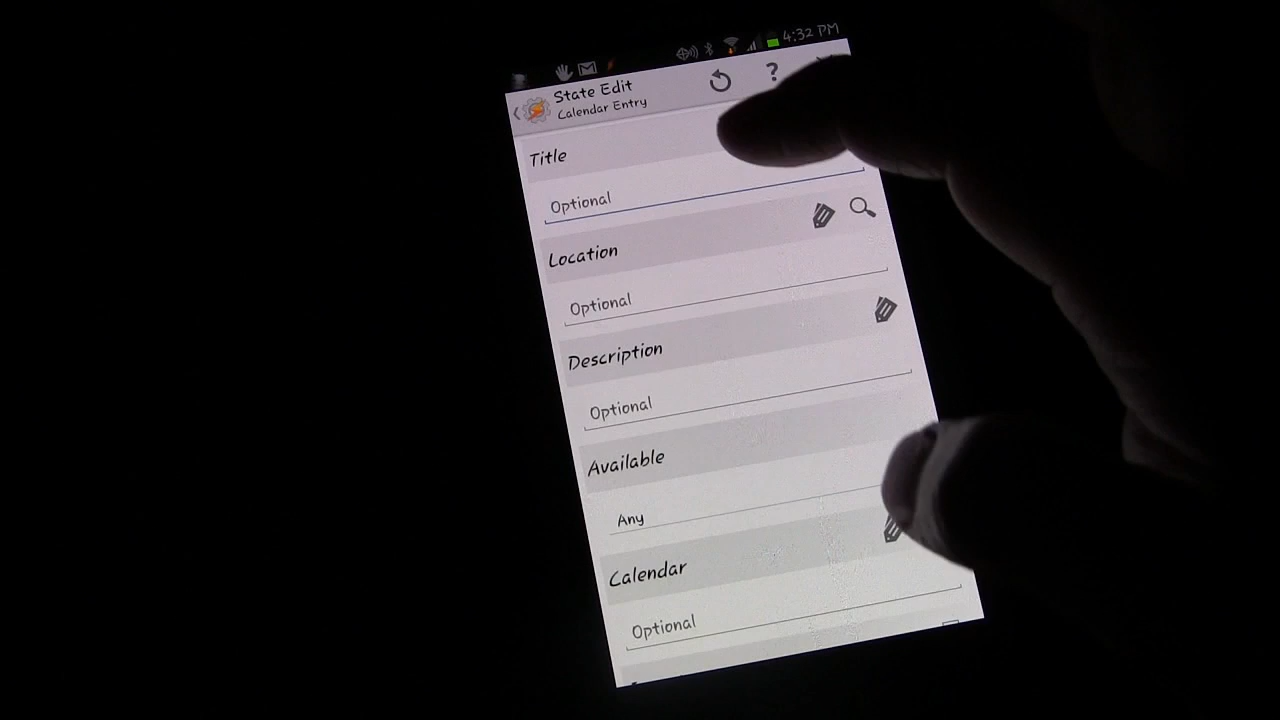 4:32 PM
State Edit
?
Calendar Entry
Title
Optional
Location
Optional
Description
Optional
Available
Any
Calendar
Optional